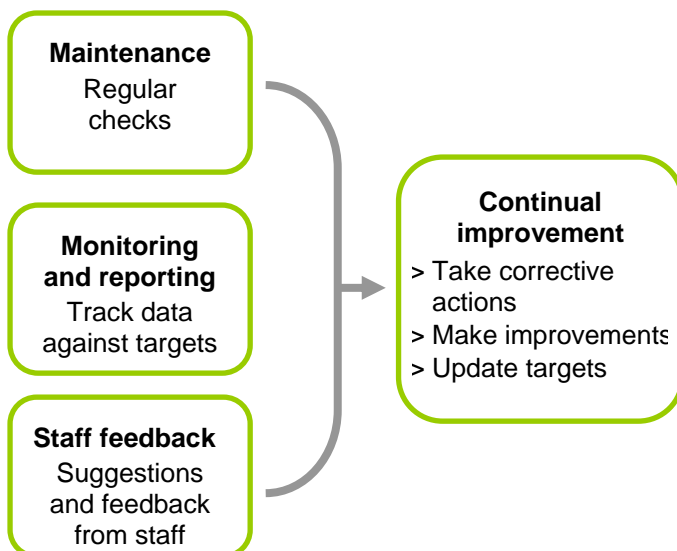 Maintenance
Regular
checks
Monitoring
and reporting
Track data
against targets
Staff feedback
Suggestions
and feedback
from staff
Continual
improvement
> Take corrective
actions
> Make improvements
> Update targets